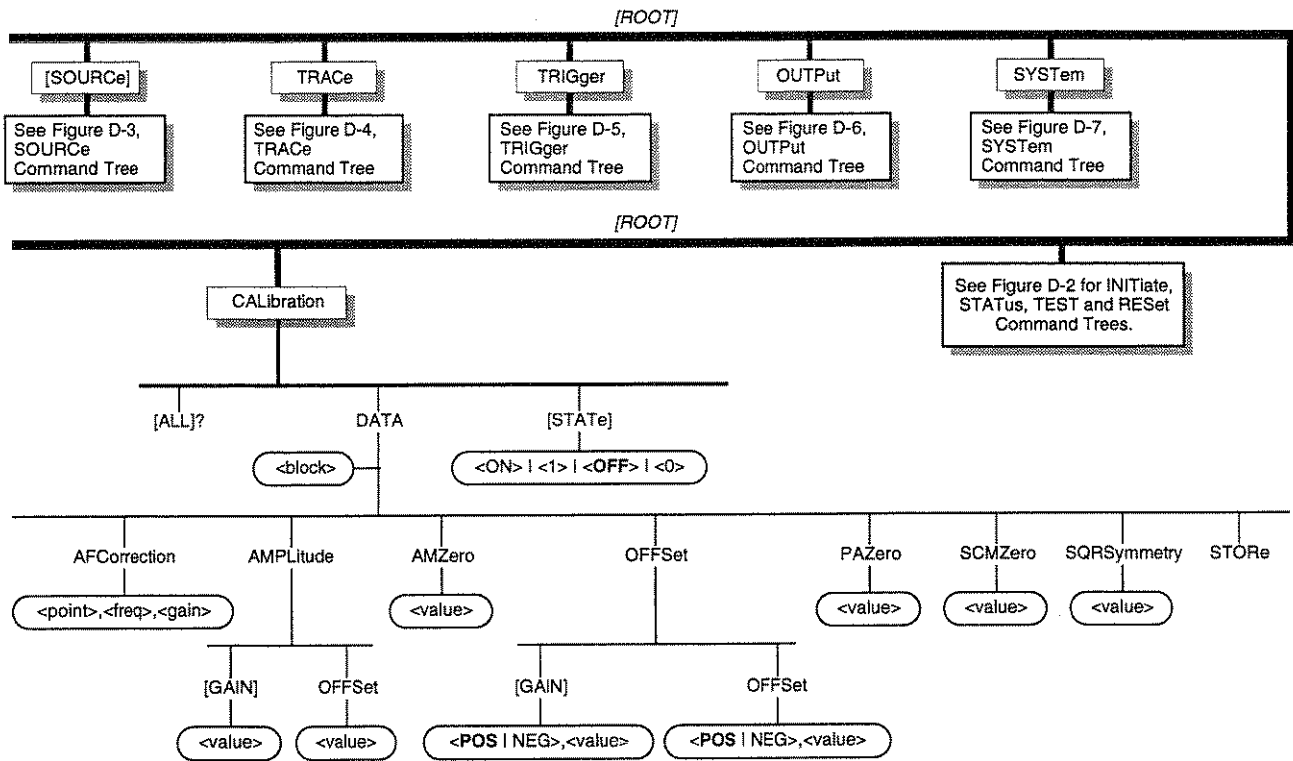 [ROOT]
[SOURCe] TRACe TRIGger OUTPut SYSTem
See Figure D-3,
SOURCe
Command Tree
See Figure D-4,
TRACe
Command Tree
See Figure D-5,
TRIGger
Command Tree
See Figure D-6,
OUTPut
Command Tree
See Figure D-7,
SYSTem
Command Tree
[ROOT]
CALibration
See Figure D-2 for INITiate,
STATus, TEST and RESet
Command Trees.
[ALL]? DATA [STATe]
<block> <ON> | <1> | <OFF> | <0>
AFCorrection AMPLitude AMZero OFFSet PAZero SCMZero SQRSymmetry STORe
<point>,<freq>,<gain> <value> <value> <value> <value>
[GAIN] OFFSet [GAIN] OFFSet
<value> <value> <POS | NEG>,<value> <POS | NEG>,<value>